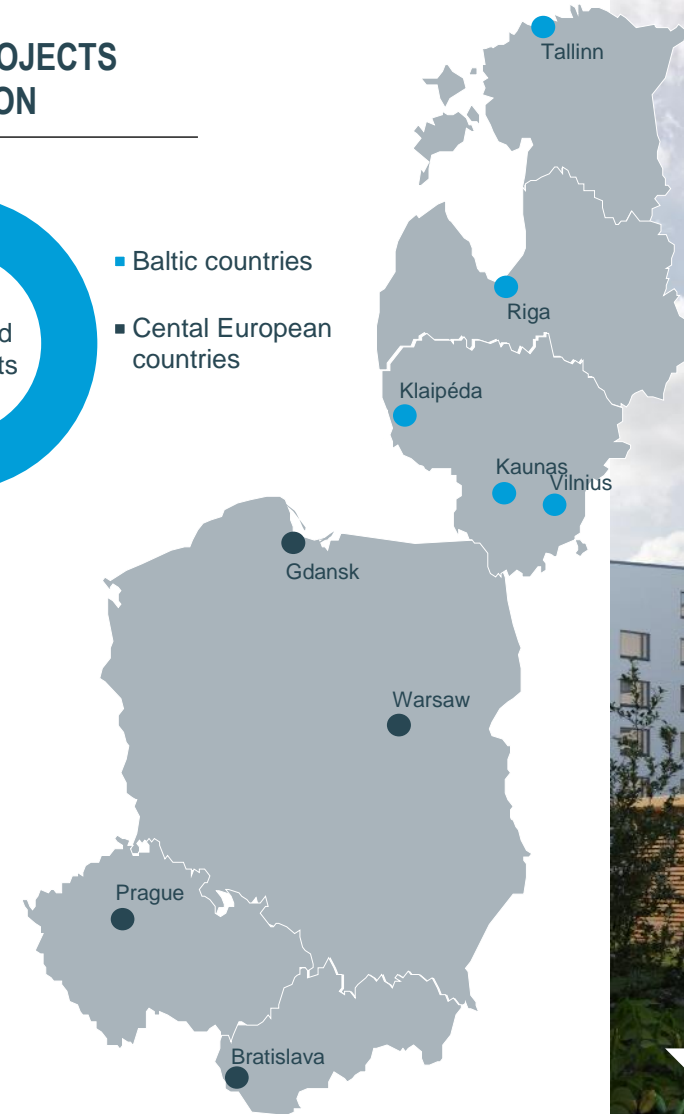 OJECTS
ON
d
ts
Baltic countries
Cental European
countries
Tallinn
Riga
Klaipéda
Kaunas
Vilnius
Gdansk
Warsaw
Prague
Bratislava